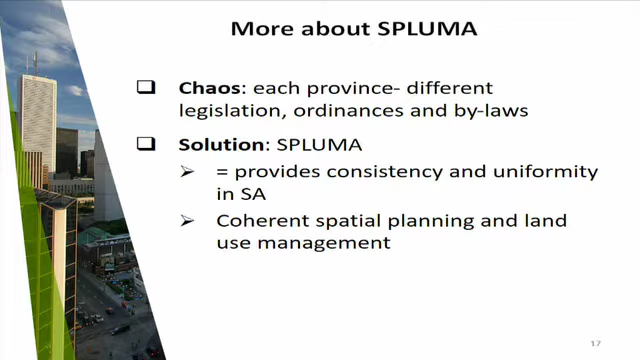 More about SPLUMA
Chaos: each province- different
legislation, ordinances and by-laws
Solution: SPLUMA
= provides consistency and uniformity
in SA
Coherent spatial planning and land
use management
17